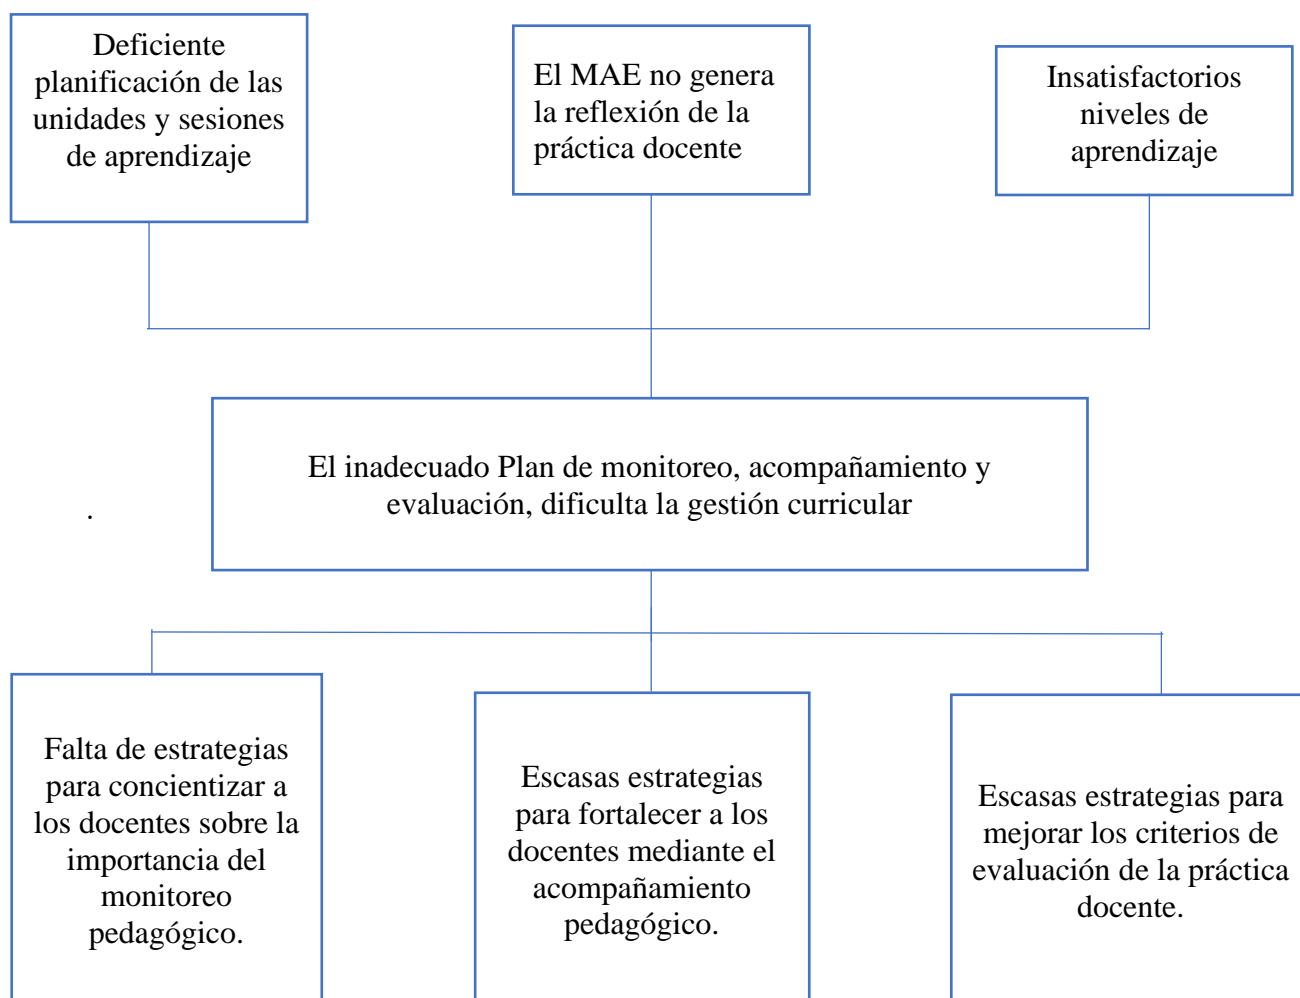 Deficiente
planificación de las
unidades y sesiones
de aprendizaje
El MAE no genera
la reflexión de la
práctica docente
Insatisfactorios
niveles de
aprendizaje
El inadecuado Plan de monitoreo, acompañamiento y
evaluación, dificulta la gestión curricular
.
Falta de estrategias
para concientizar a
los docentes sobre la
importancia del
monitoreo
pedagógico.
Escasas estrategias
para fortalecer a los
docentes mediante el
acompañamiento
pedagógico.
Escasas estrategias para
mejorar los criterios de
evaluación de la práctica
docente.